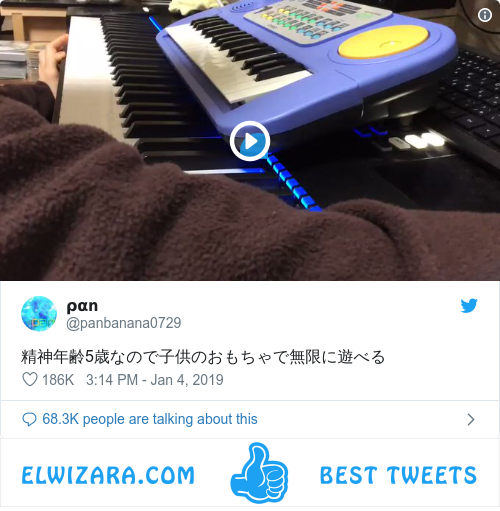 ραn
@panbanana0729
精神年齢5歳なので子供のおもちゃで無限に遊べる
186K 3:14 PM - Jan 4, 2019
68.3K people are talking about this
ELWIZARA.COM BEST TWEETS